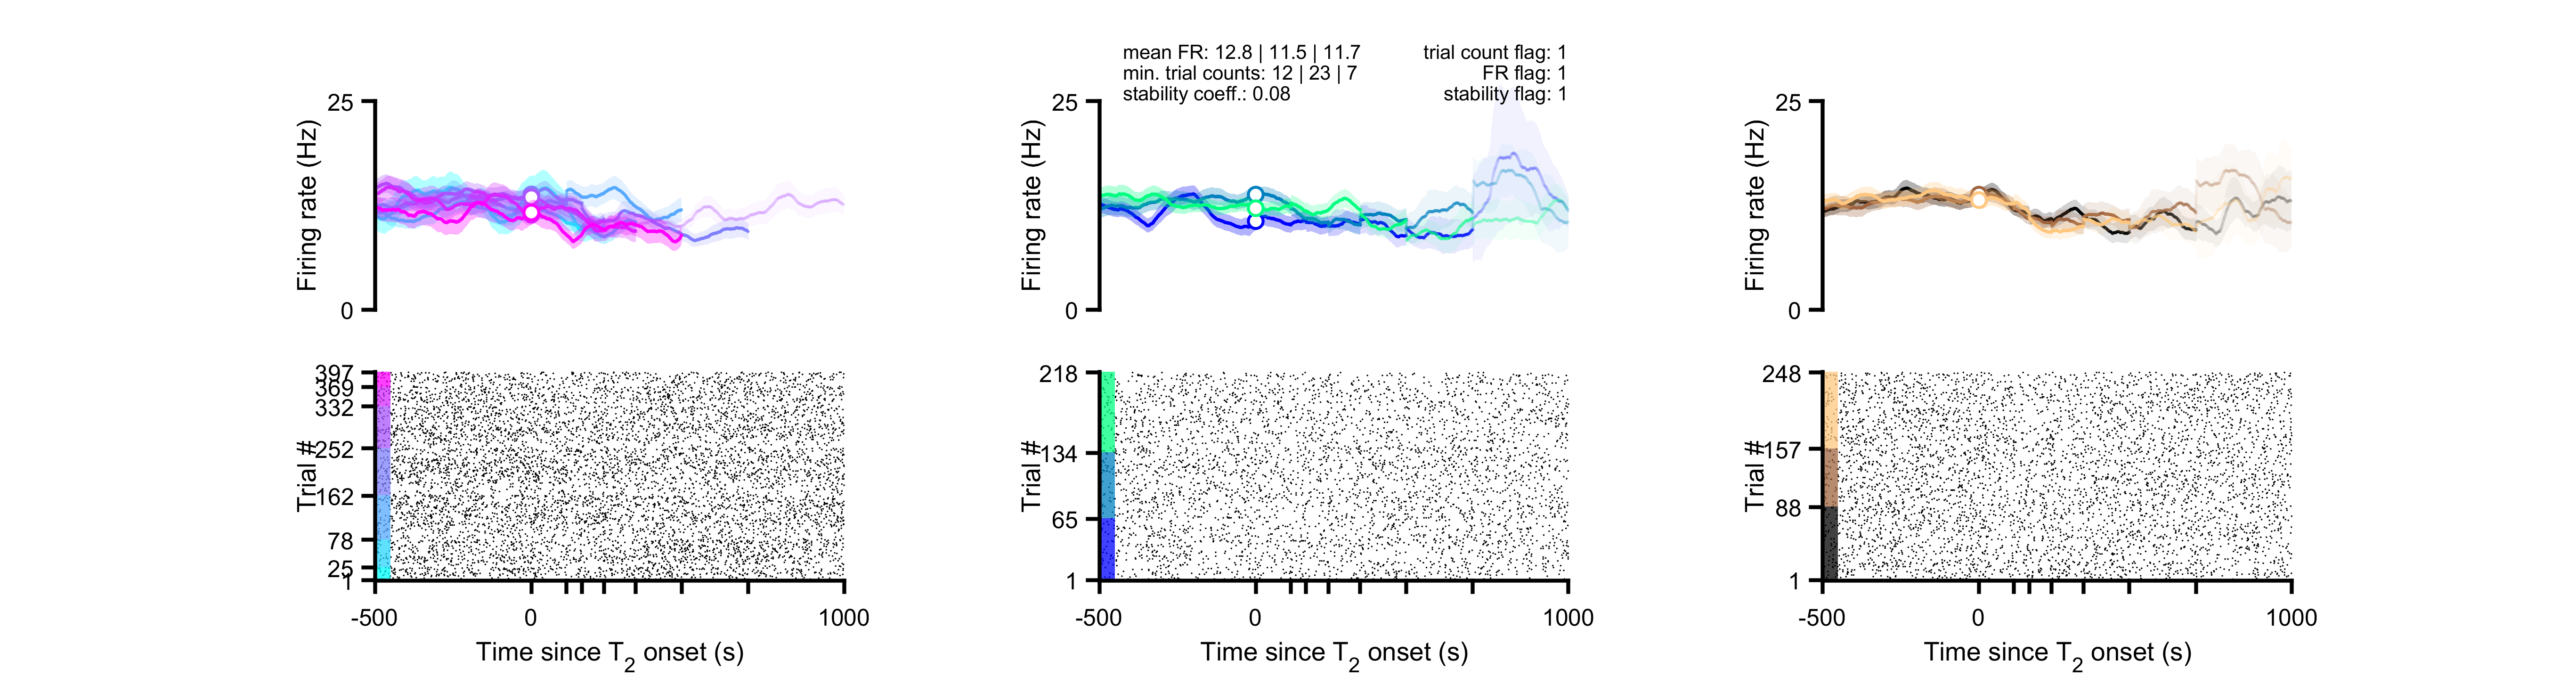 mean FR: 12.8 | 11.5 | 11.7
trial count flag: 1
min. trial counts: 12 | 23 | 7
FR flag: 1
stability coeff.: 0.08
stability flag: 1
25
Firing rate (Hz)
0
25
Firing rate (Hz)
0
25
Firing rate (Hz)
0
397
369
332
252
162
78
25
1
Trial #
-500
0
1000
Time since T2 onset (s)
218
134
65
1
Trial #
-500
0
1000
Time since T2 onset (s)
248
157
88
1
Trial #
-500
0
1000
Time since T2 onset (s)